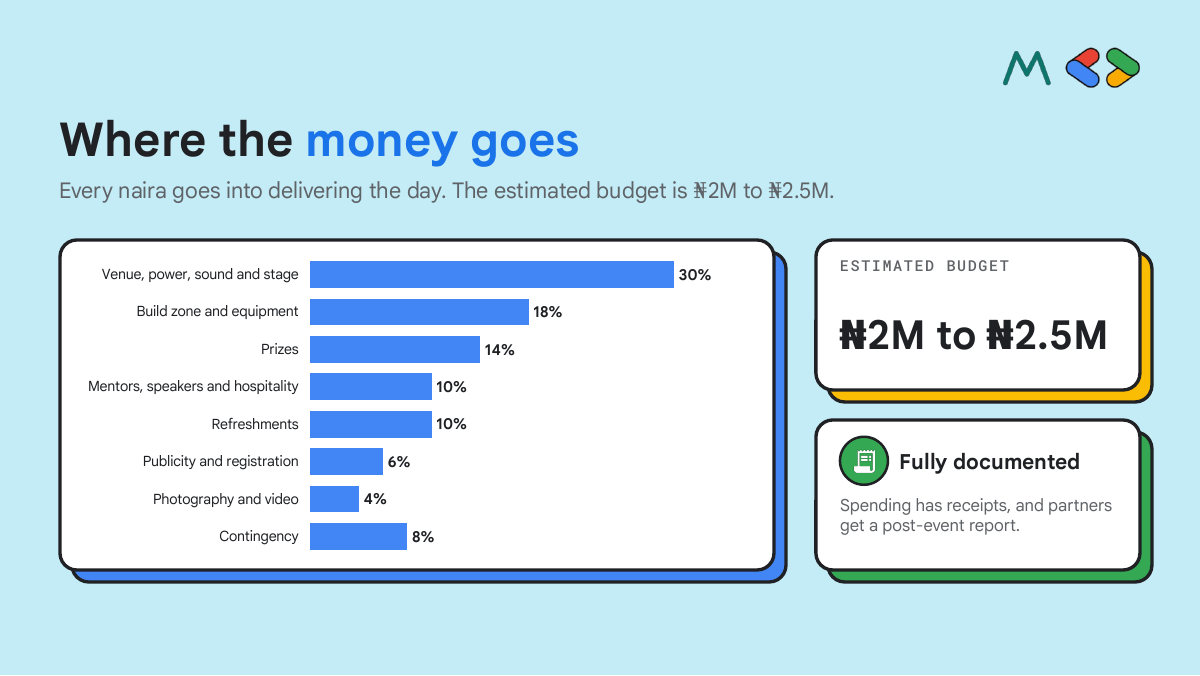 Where the money goes
Every naira goes into delivering the day. The estimated budget is ₦2M to ₦2.5M.
Venue, power, sound and stage 30%
Build zone and equipment 18%
Prizes 14%
Mentors, speakers and hospitality 10%
Refreshments 10%
Publicity and registration 6%
Photography and video 4%
Contingency 8%
ESTIMATED BUDGET
₦2M to ₦2.5M
Fully documented
Spending has receipts, and partners
get a post-event report.